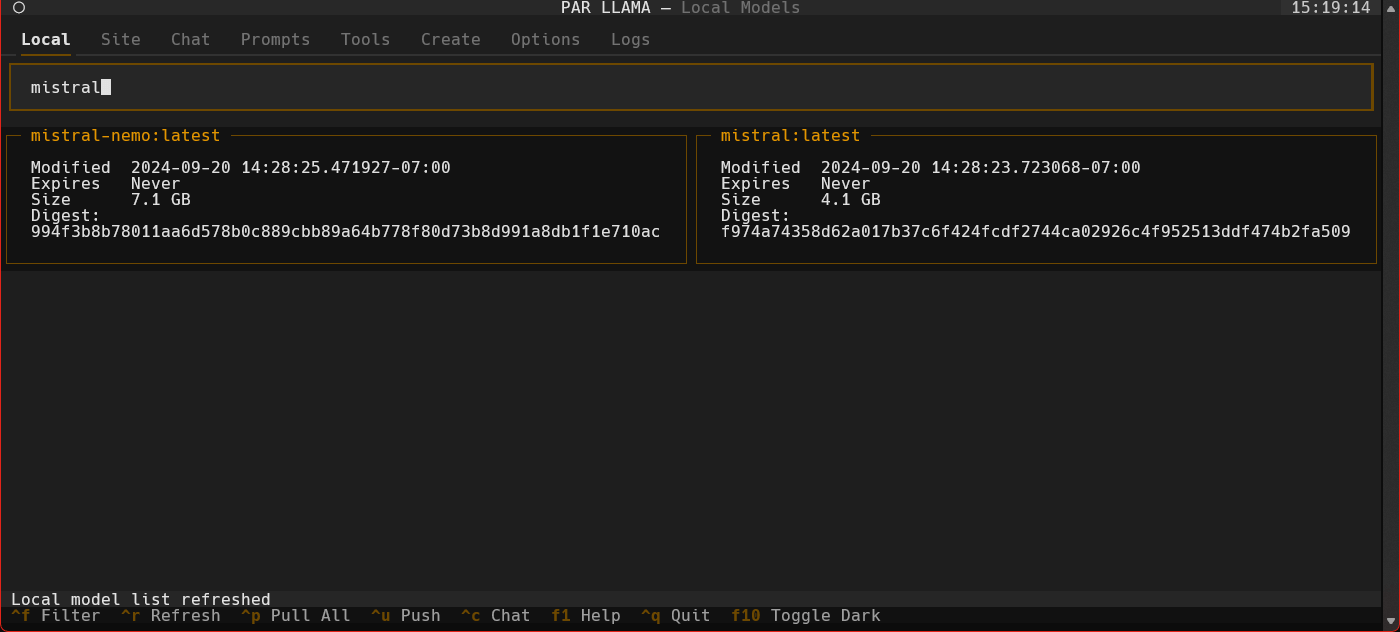 PAR LLAMA — Local Models 15:19:14
Local Site Chat Prompts Tools Create Options Logs
mistral
mistral-nemo:latest
Modified 2024-09-20 14:28:25.471927-07:00
Expires Never
Size 7.1 GB
Digest:
994f3b8b78011aa6d578b0c889cbb89a64b778f80d73b8d991a8db1f1e710ac
mistral:latest
Modified 2024-09-20 14:28:23.723068-07:00
Expires Never
Size 4.1 GB
Digest:
f974a74358d62a017b37c6f424fcdf2744ca02926c4f952513ddf474b2fa509
Local model list refreshed
^f Filter ^r Refresh ^p Pull All ^u Push ^c Chat f1 Help ^q Quit f10 Toggle Dark